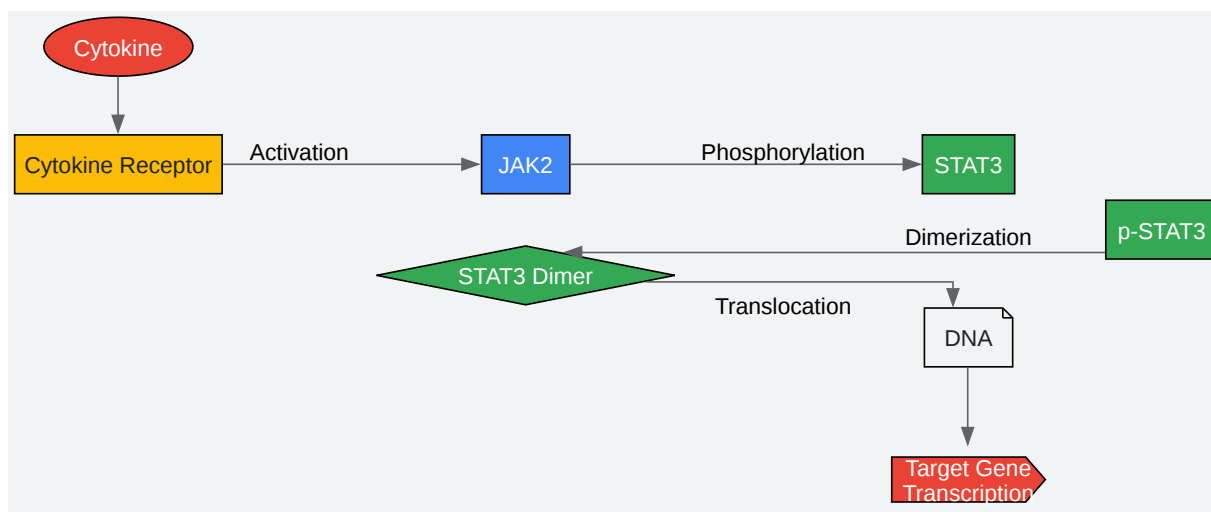 Cytokine
Cytokine Receptor
Activation
JAK2
Phosphorylation
STAT3
p-STAT3
Dimerization
STAT3 Dimer
Translocation
DNA
Target Gene
Transcription